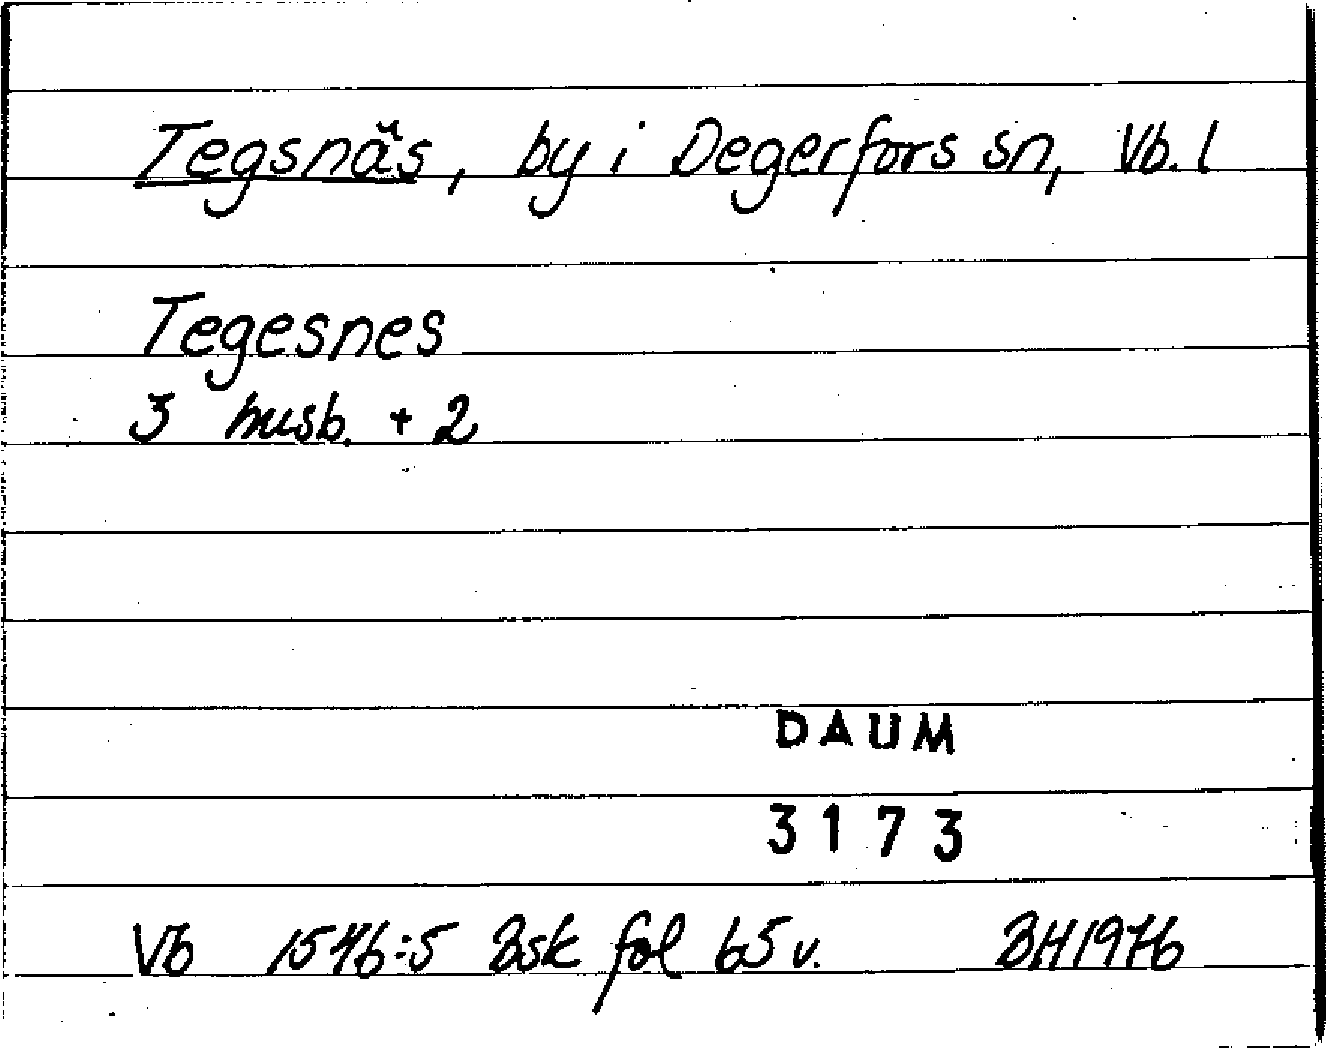 Tegsnäs, by i Degerfors sn, Vb. l
Tegesnes
3 husb. + 2
DAUM
3173
Vb 1546:5 Bsk fol 65 v. BH1976